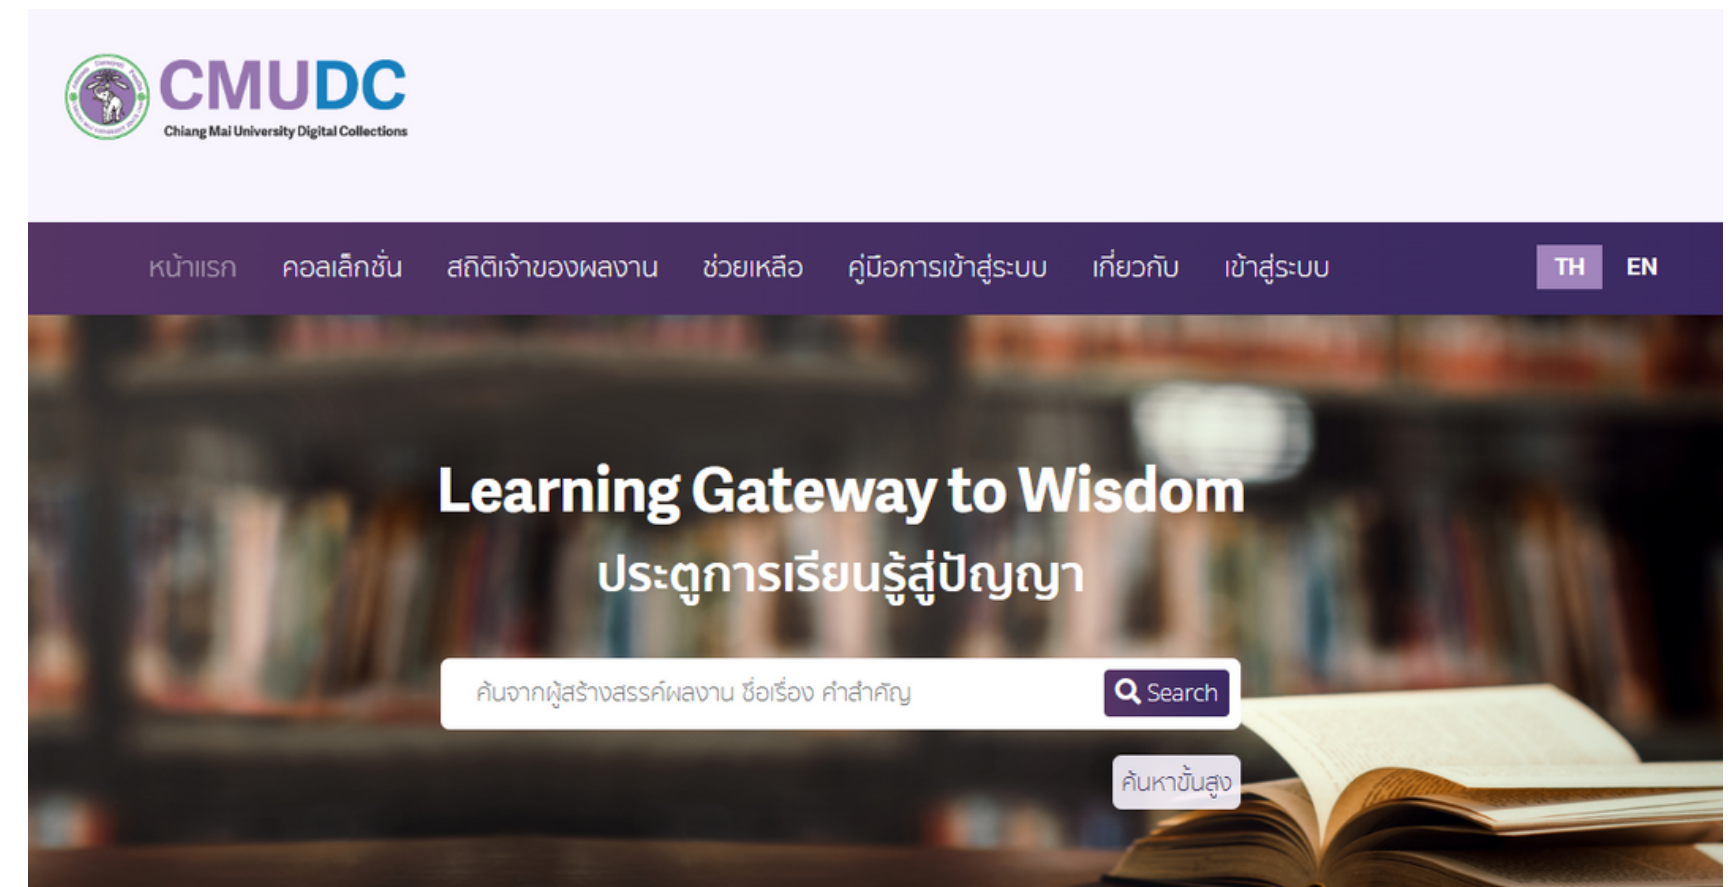 CMUDC
Chiang Mai University Digital Collections
หน้าแรก คอลเล็กชั่น สถิติเจ้าของผลงาน ช่วยเหลือ คู่มือการเข้าสู่ระบบ เกี่ยวกับ เข้าสู่ระบบ TH EN
Learning Gateway to Wisdom
ประตูการเรียนรู้สู่ปัญญา
ค้นจากผู้สร้างสรรค์ผลงาน ชื่อเรื่อง คำสำคัญ Search
ค้นหาขั้นสูง